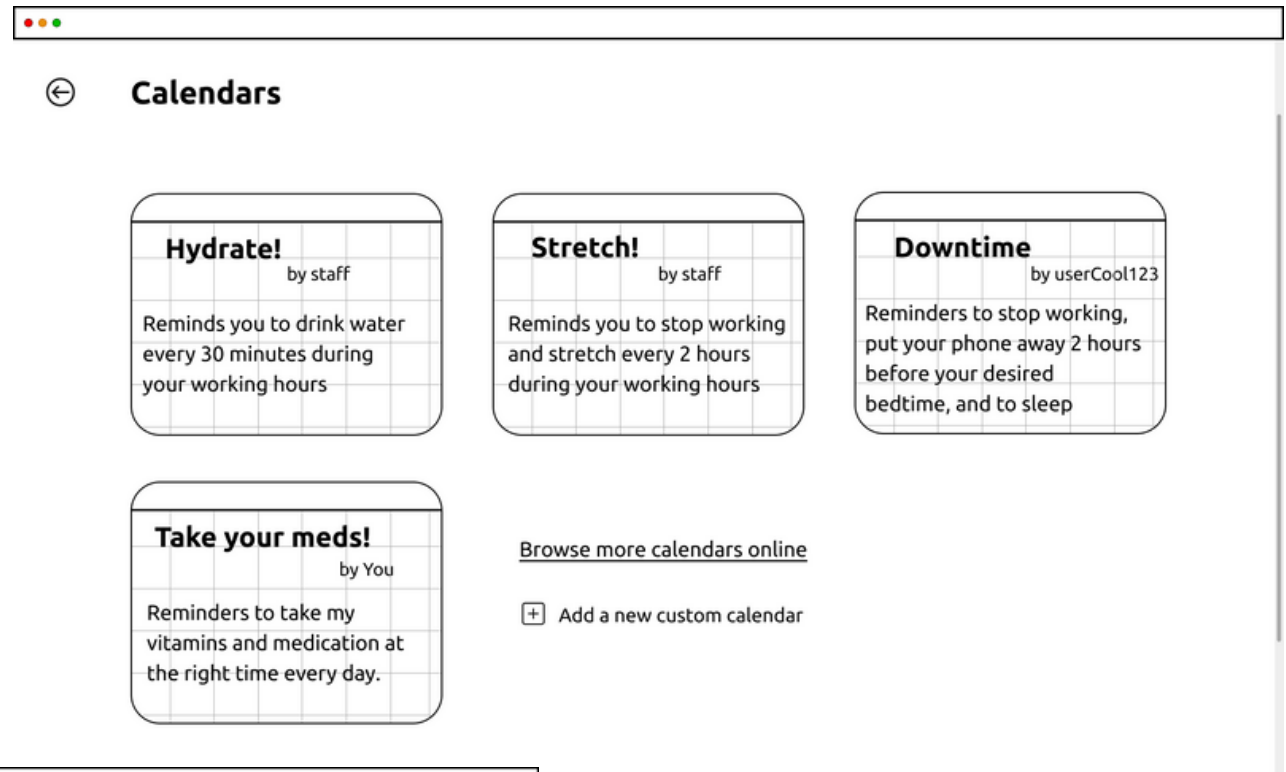 Calendars
Hydrate!
by staff
Reminds you to drink water
every 30 minutes during
your working hours
Stretch!
by staff
Reminds you to stop working
and stretch every 2 hours
during your working hours
Downtime
by userCool123
Reminders to stop working,
put your phone away 2 hours
before your desired
bedtime, and to sleep
Take your meds!
by You
Reminders to take my
vitamins and medication at
the right time every day.
Browse more calendars online
Add a new custom calendar